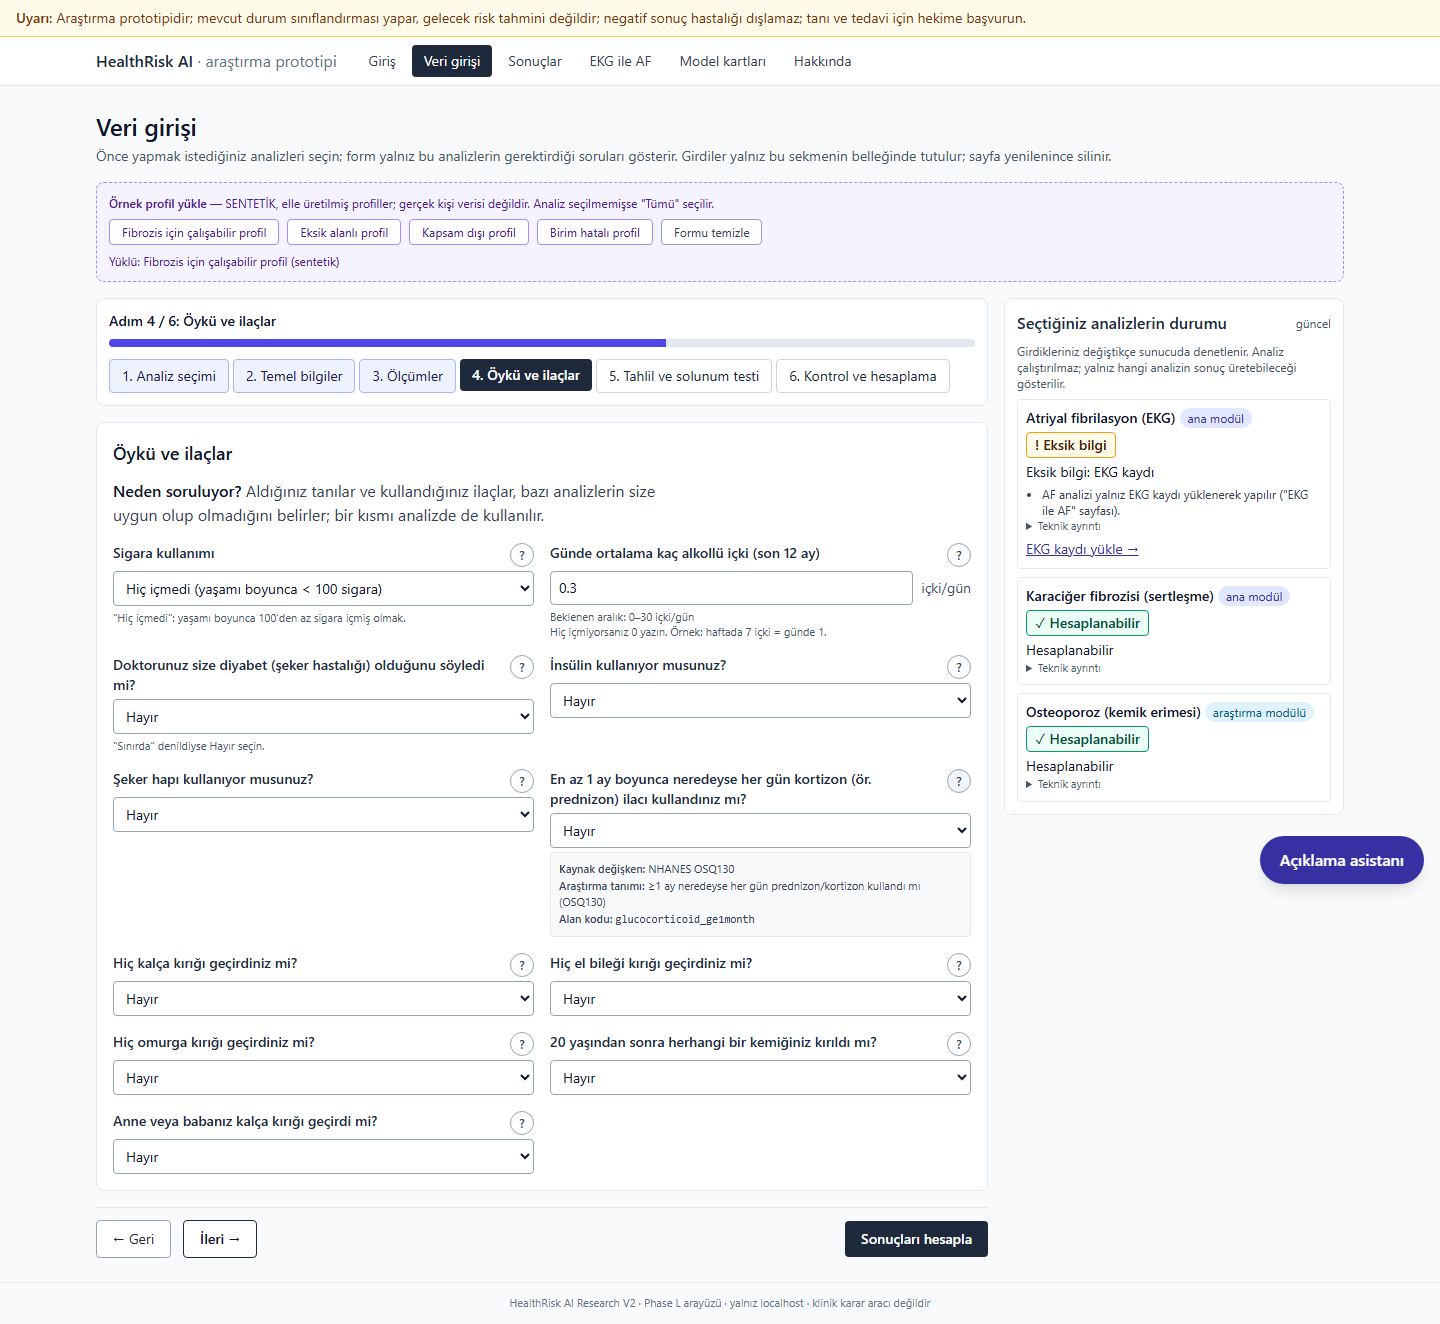 Uyarı: Araştırma prototipidir; mevcut durum sınıflandırması yapar, gelecek risk tahmini değildir; negatif sonuç hastalığı dışlamaz; tanı ve tedavi için hekime başvurun.
HealthRisk AI · araştırma prototipi
Giriş
Veri girişi
Sonuçlar
EKG ile AF
Model kartları
Hakkında
Veri girişi
Önce yapmak istediğiniz analizleri seçin; form yalnız bu analizlerin gerektirdiği soruları gösterir. Girdiler yalnız bu sekmenin belleğinde tutulur; sayfa yenilenince silinir.
Örnek profil yükle — SENTETİK, elle üretilmiş profiller; gerçek kişi verisi değildir. Analiz seçilmemişse "Tümü" seçilir.
Fibrozis için çalışabilir profil
Eksik alanlı profil
Kapsam dışı profil
Birim hatalı profil
Formu temizle
Yüklü: Fibrozis için çalışabilir profil (sentetik)
Adım 4 / 6: Öykü ve ilaçlar
1. Analiz seçimi
2. Temel bilgiler
3. Ölçümler
4. Öykü ve ilaçlar
5. Tahlil ve solunum testi
6. Kontrol ve hesaplama
Öykü ve ilaçlar
Neden soruluyor? Aldığınız tanılar ve kullandığınız ilaçlar, bazı analizlerin size
uygun olup olmadığını belirler; bir kısmı analizde de kullanılır.
Sigara kullanımı
?
Hiç içmedi (yaşamı boyunca < 100 sigara)
"Hiç içmedi": yaşamı boyunca 100'den az sigara içmiş olmak.
Günde ortalama kaç alkollü içki (son 12 ay)
?
0.3
içki/gün
Beklenen aralık: 0–30 içki/gün
Hiç içmiyorsanız 0 yazın. Örnek: haftada 7 içki = günde 1.
Doktorunuz size diyabet (şeker hastalığı) olduğunu söyledi
mi?
?
Hayır
"Sınırda" denildiyse Hayır seçin.
İnsülin kullanıyor musunuz?
?
Hayır
Şeker hapı kullanıyor musunuz?
?
Hayır
En az 1 ay boyunca neredeyse her gün kortizon (ör.
prednizon) ilacı kullandınız mı?
?
Hayır
Kaynak değişken: NHANES OSQ130
Araştırma tanımı: ≥1 ay neredeyse her gün prednizon/kortizon kullandı mı
(OSQ130)
Alan kodu: glucocorticoid_ge1month
Hiç kalça kırığı geçirdiniz mi?
?
Hayır
Hiç el bileği kırığı geçirdiniz mi?
?
Hayır
Hiç omurga kırığı geçirdiniz mi?
?
Hayır
20 yaşından sonra herhangi bir kemiğiniz kırıldı mı?
?
Hayır
Anne veya babanız kalça kırığı geçirdi mi?
?
Hayır
← Geri
İleri →
Sonuçları hesapla
Seçtiğiniz analizlerin durumu
güncel
Girdikleriniz değiştikçe sunucuda denetlenir. Analiz
çalıştırılmaz; yalnız hangi analizin sonuç üretebileceği
gösterilir.
Atriyal fibrilasyon (EKG)
ana modül
! Eksik bilgi
Eksik bilgi: EKG kaydı
• AF analizi yalnız EKG kaydı yüklenerek yapılır ("EKG
ile AF" sayfası).
▶ Teknik ayrıntı
EKG kaydı yükle →
Karaciğer fibrozisi (sertleşme)
ana modül
✓ Hesaplanabilir
Hesaplanabilir
▶ Teknik ayrıntı
Osteoporoz (kemik erimesi)
araştırma modülü
✓ Hesaplanabilir
Hesaplanabilir
▶ Teknik ayrıntı
Açıklama asistanı
HealthRisk AI Research V2 · Phase L arayüzü · yalnız localhost · klinik karar aracı değildir